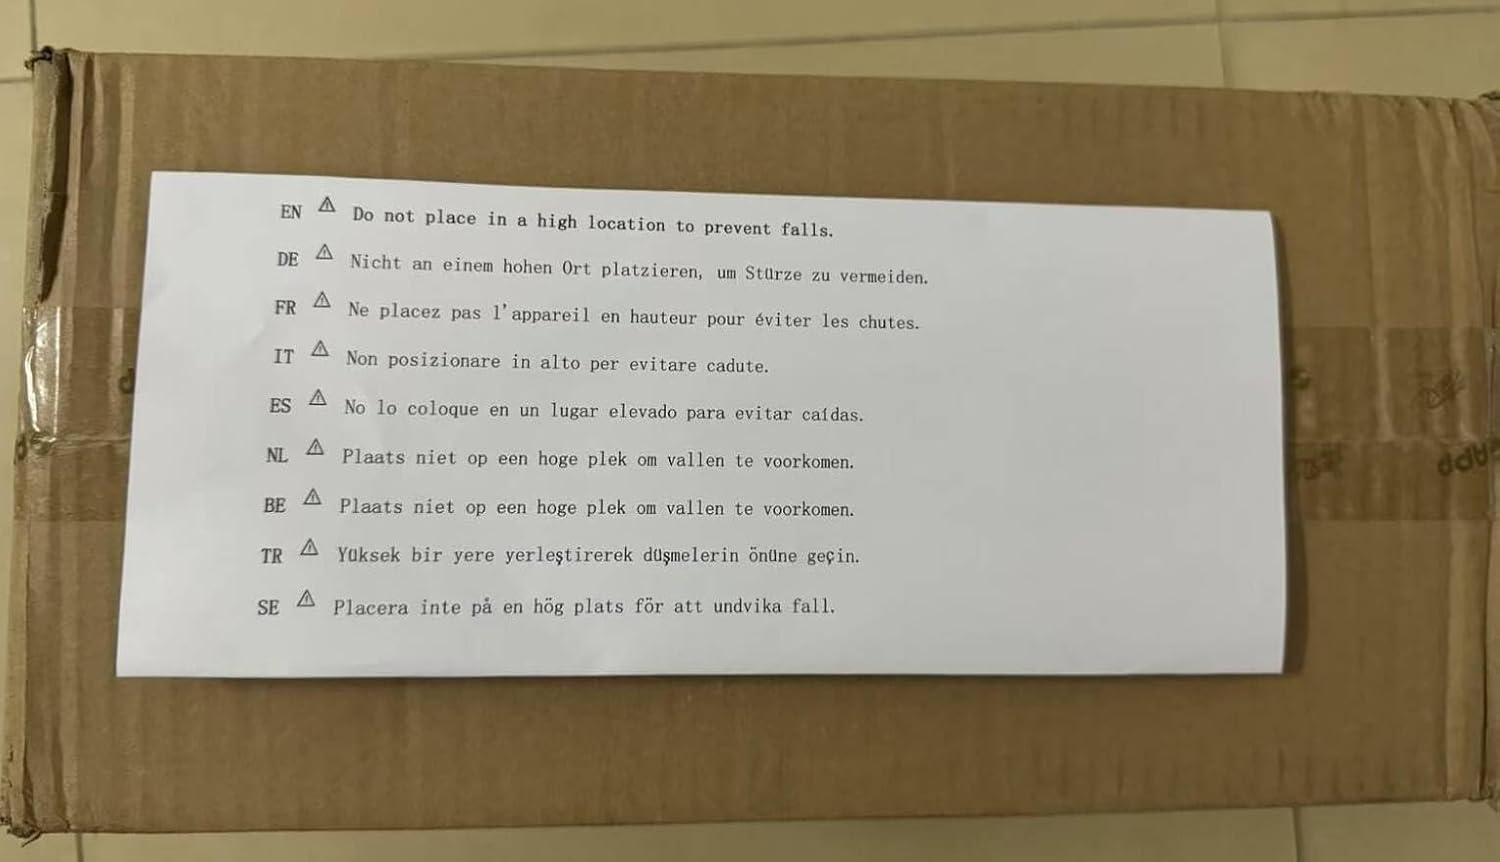 EN ⚠ Do not place in a high location to prevent falls.
DE ⚠ Nicht an einem hohen Ort platzieren, um Stürze zu vermeiden.
FR ⚠ Ne placez pas l'appareil en hauteur pour éviter les chutes.
IT ⚠ Non posizionare in alto per evitare cadute.
ES ⚠ No lo coloque en un lugar elevado para evitar caídas.
NL ⚠ Plaats niet op een hoge plek om vallen te voorkomen.
BE ⚠ Plaats niet op een hoge plek om vallen te voorkomen.
TR ⚠ Yüksek bir yere yerleştirerek düşmelerin önüne geçin.
SE ⚠ Placera inte på en hög plats för att undvika fall.